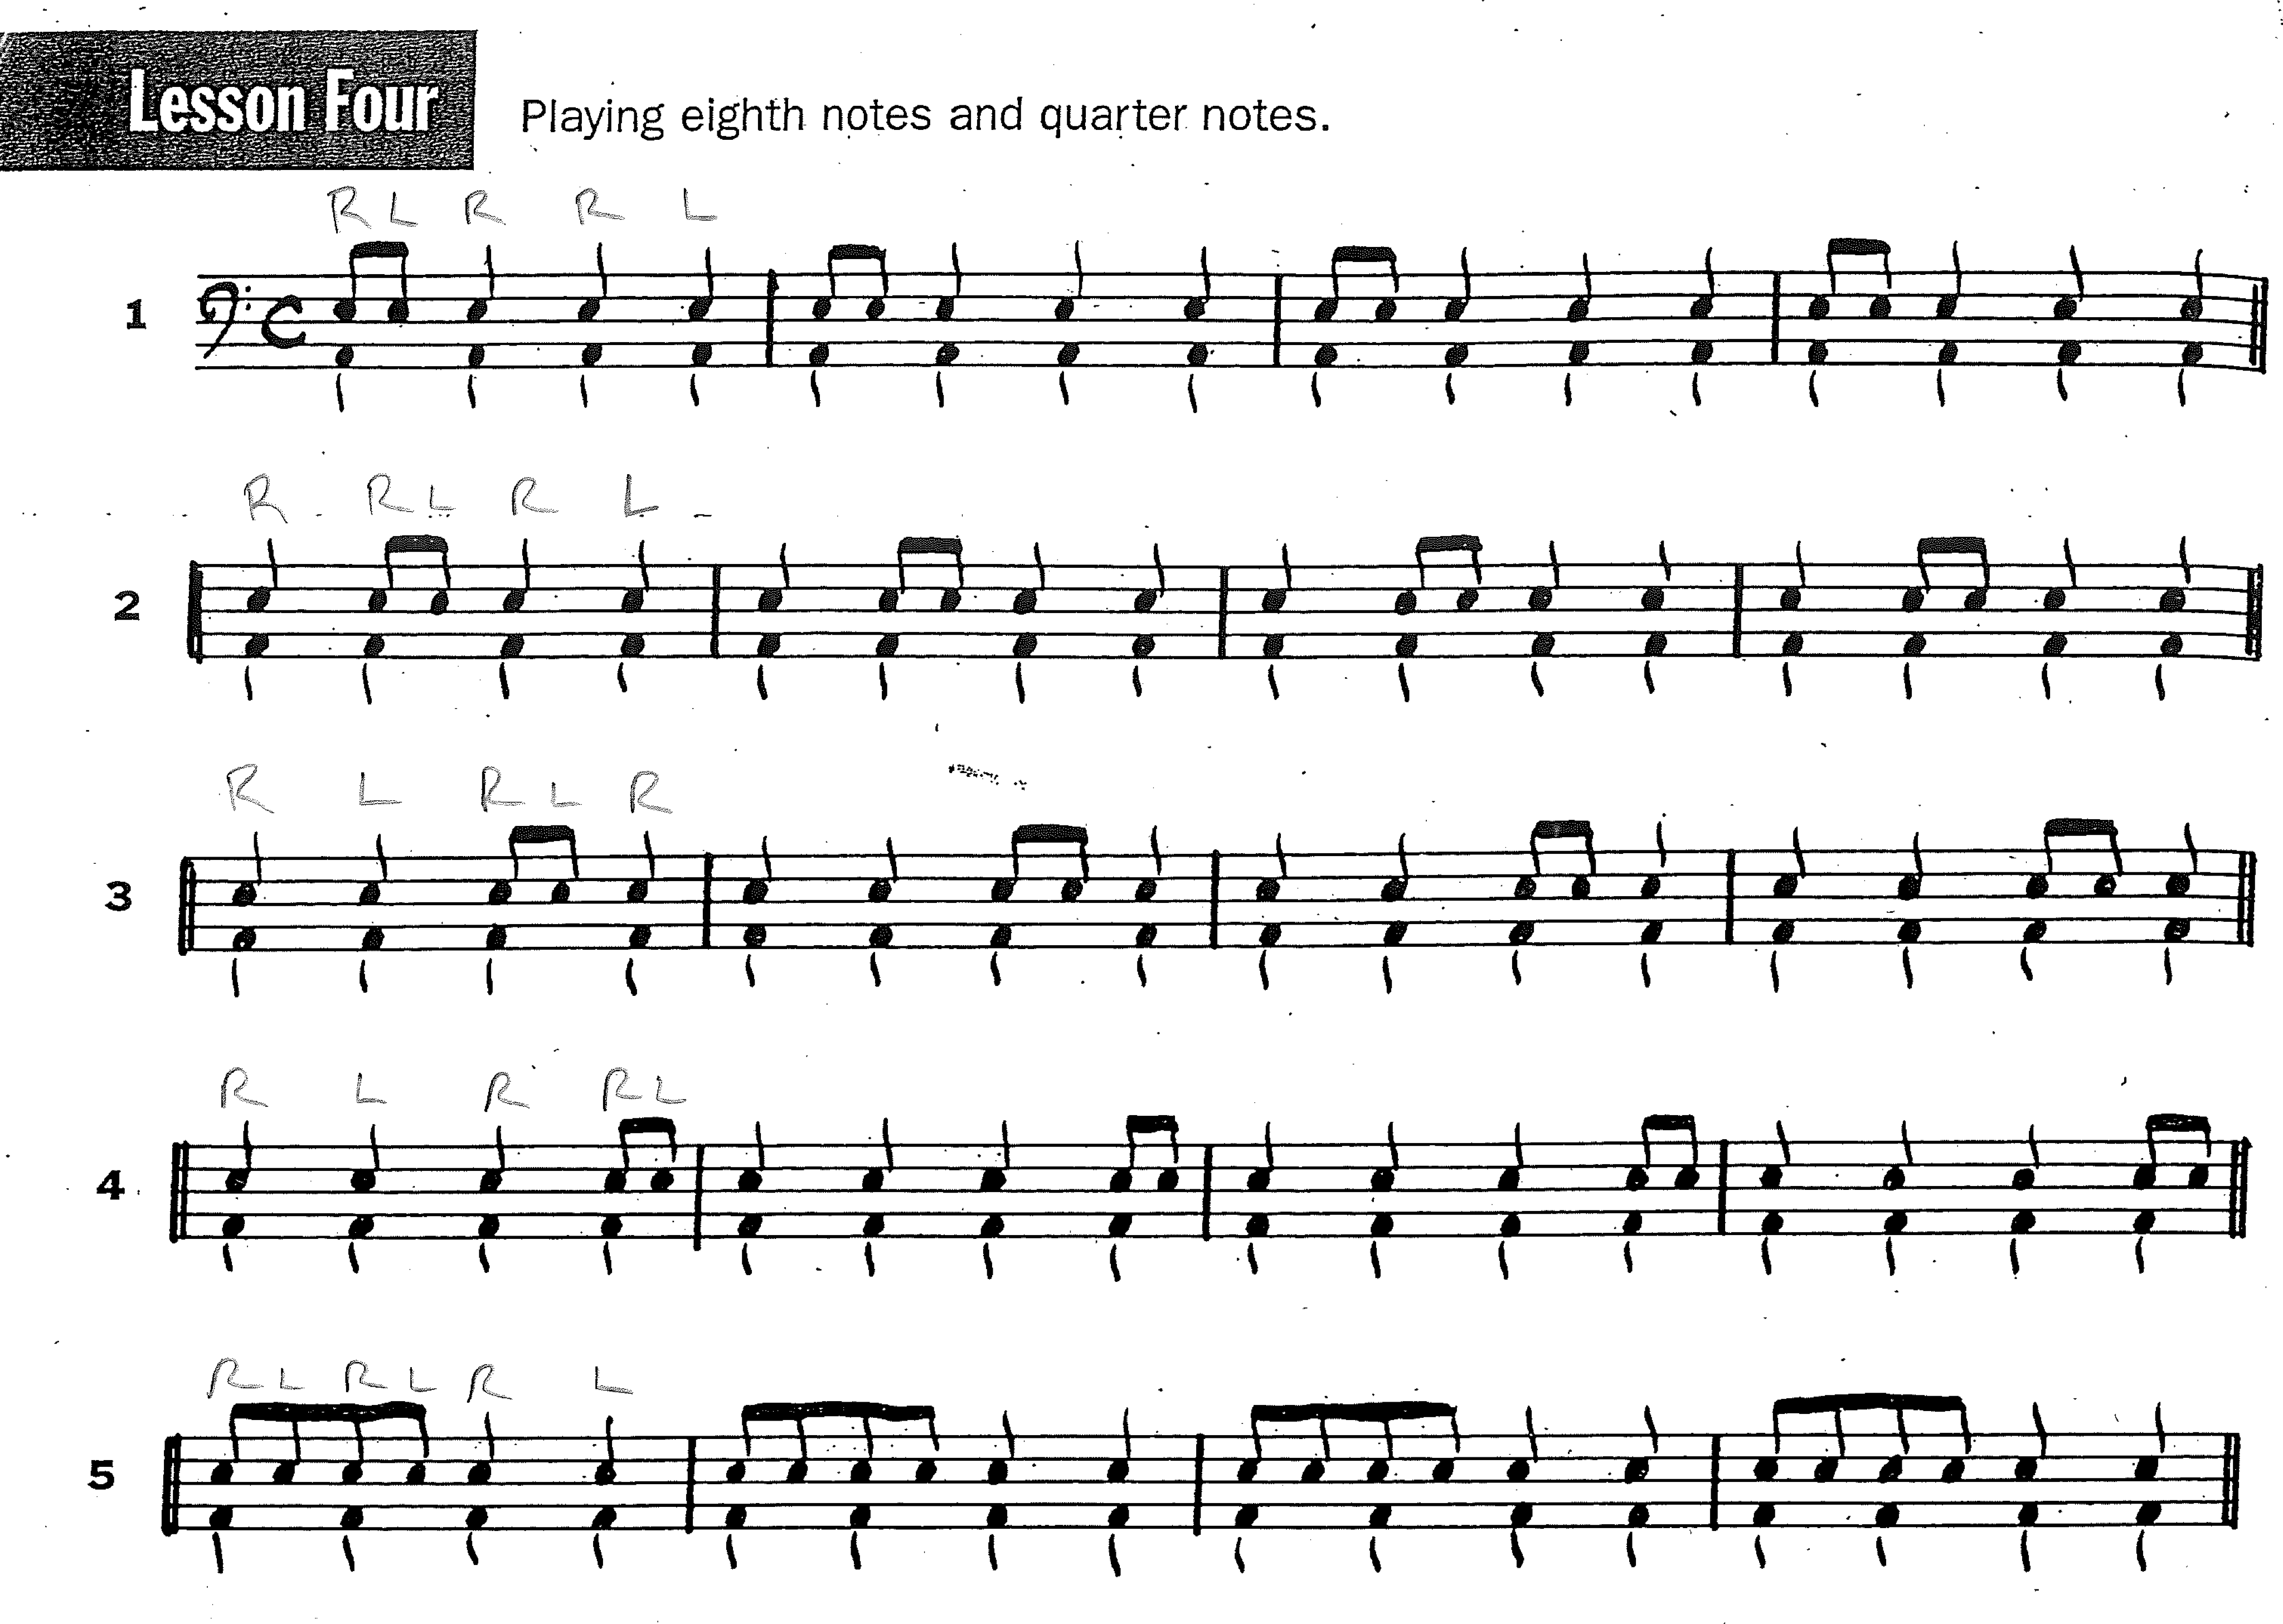 Lesson Four
Playing eighth notes and quarter notes.
R L R R L
1
R R L R L
2
R L R L R
3
R L R R L
4
R L R L R L
5